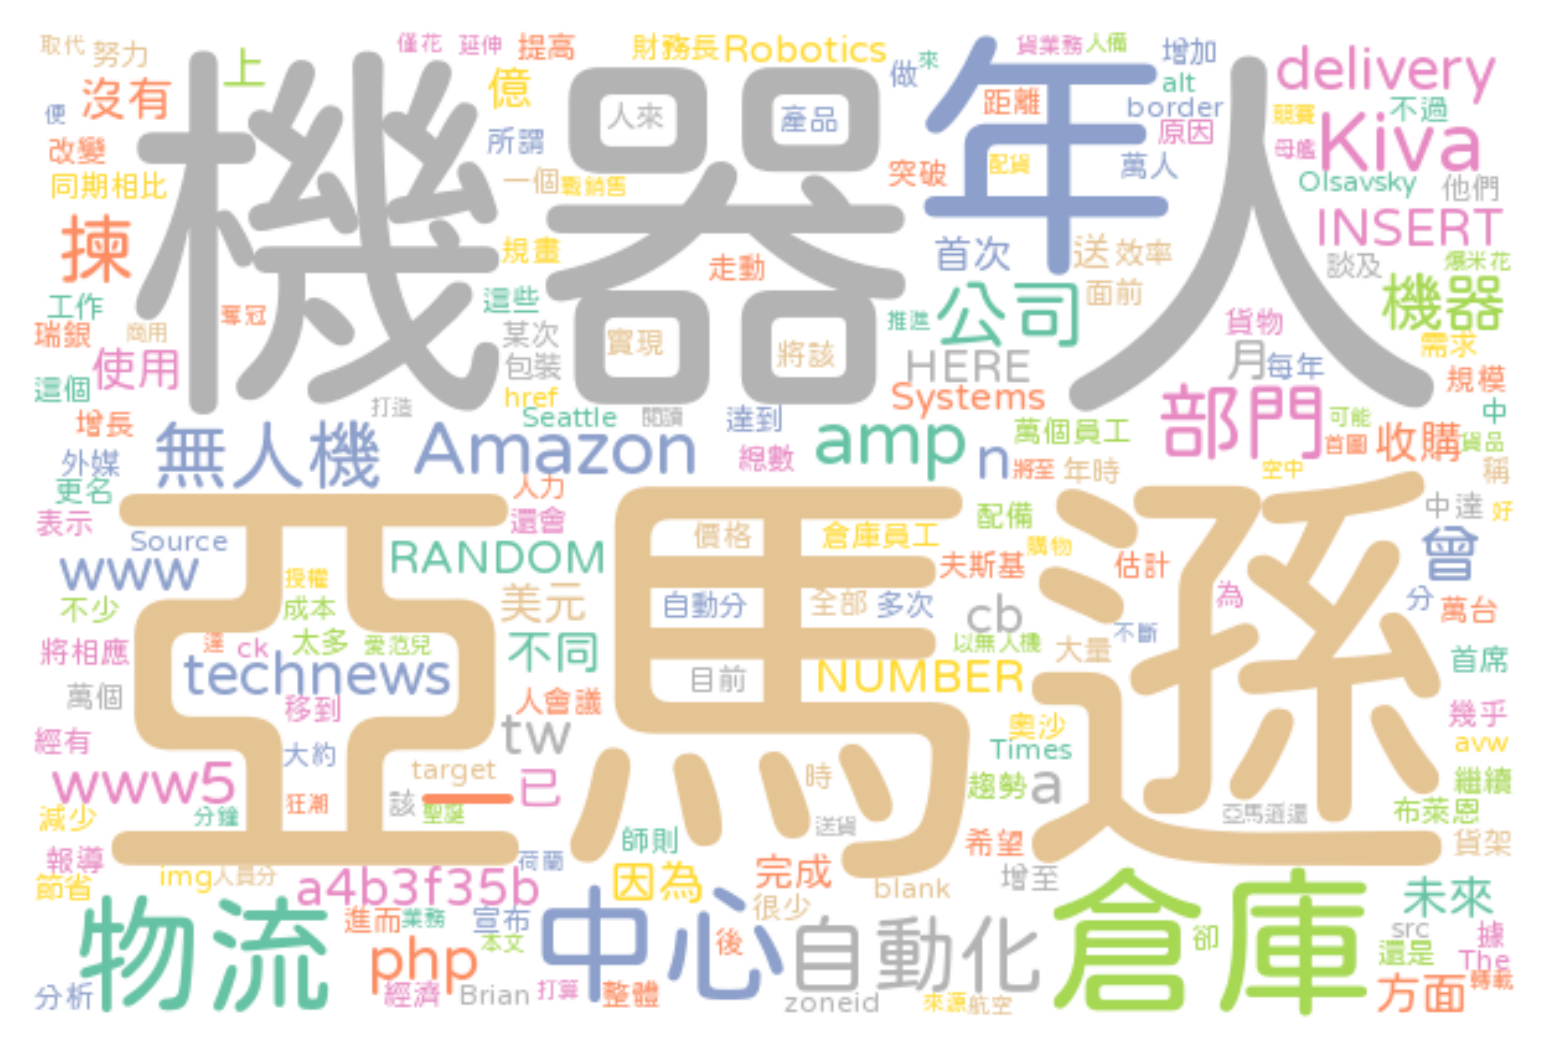 取代 努力 僅花 延伸 提高 財務長 Robotics 做 來 貨業務 人備 增加 delivery
沒有 上 億 人來 產品 距離 alt border 競賽 不過
便 改變 所謂 突破 配貨 萬人 原因 母艦 Kiva
同期相比 一個 戰銷售 年 Olsavsky 他們
揀 機器人 規畫 走動 首次 送 效率 INSERT 談及 爆米花
工作 奪冠 這些 面前 機器
瑞銀 商用 某次 實現 將該 推進 公司 貨物 需求
這個 使用 包裝 HERE 月 每年 規模
增長 打造 href Seattle 閱讀 達到 Systems 部門 可能 中
外媒 無人機 Amazon 總數 amp n 萬個員工 首圖 收購 貨品
更名 人力 將至 年時 空中 稱
表示 Source 還會 價格 倉庫員工 配備 購物 中達 好
www 授權 RANDOM 夫斯基 估計 曾
不少 成本 美元 自動分 全部 多次 cb 為 分 萬台
將相應 達 ck 太多 愛范兒 不同 以無人機 大量 不斷 首席
萬個 technews 亞馬遜 目前 NUMBER
經有 移到 人會議 奧沙 幾乎
大約 tw Times avw
www5 target 一 已 時 趨勢 a 繼續
減少 分鐘 狂潮 該 聖誕 送貨 亞馬遜還 布萊恩
報導 荷蘭 師則 希望 貨架
節省 img 人員分 a4b3f35b 因為 完成 blank 增至 未來
物流 進而 業務 宣布 中心 很少 自動化 倉庫 src 據
php 本文 後 卻 還是 The
分析 經濟 Brian 打算 整體 zoneid 來源 航空 方面 轉載